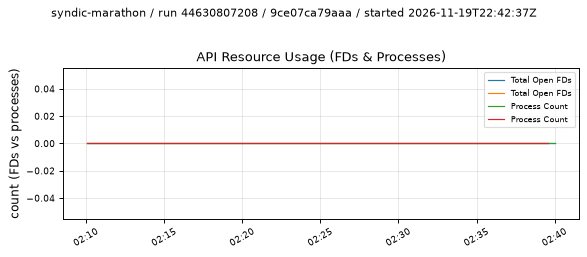 syndic-marathon / run 44630807208 / 9ce07ca79aaa / started 2026-11-19T22:42:37Z
API Resource Usage (FDs & Processes)
count (FDs vs processes)
0.04
0.02
0.00
−0.02
−0.04
Total Open FDs
Total Open FDs
Process Count
Process Count
02:10
02:15
02:20
02:25
02:30
02:35
02:40